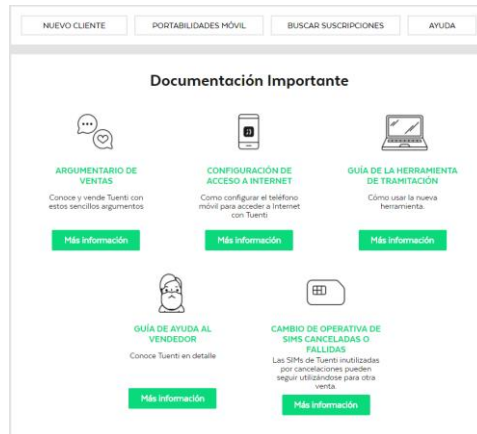 NUEVO CLIENTE
PORTABILIDADES MÓVIL
BUSCAR SUSCRIPCIONES
AYUDA
Documentación Importante
ARGUMENTARIO DE
VENTAS
Conoce y vende Tuenti con
estos sencillos argumentos
Más información
CONFIGURACIÓN DE
ACCESO A INTERNET
Como configurar el teléfono
móvil para acceder a Internet
con Tuenti
Más información
GUÍA DE LA HERRAMIENTA
DE TRAMITACIÓN
Cómo usar la nueva
herramienta.
Más información
GUÍA DE AYUDA AL
VENDEDOR
Conoce Tuenti en detalle
Más información
CAMBIO DE OPERATIVA DE
SIMS CANCELADAS O
FALLIDAS
Las SIMs de Tuenti inutilizadas
por cancelaciones pueden
seguir utilizándose para otra
venta.
Más información